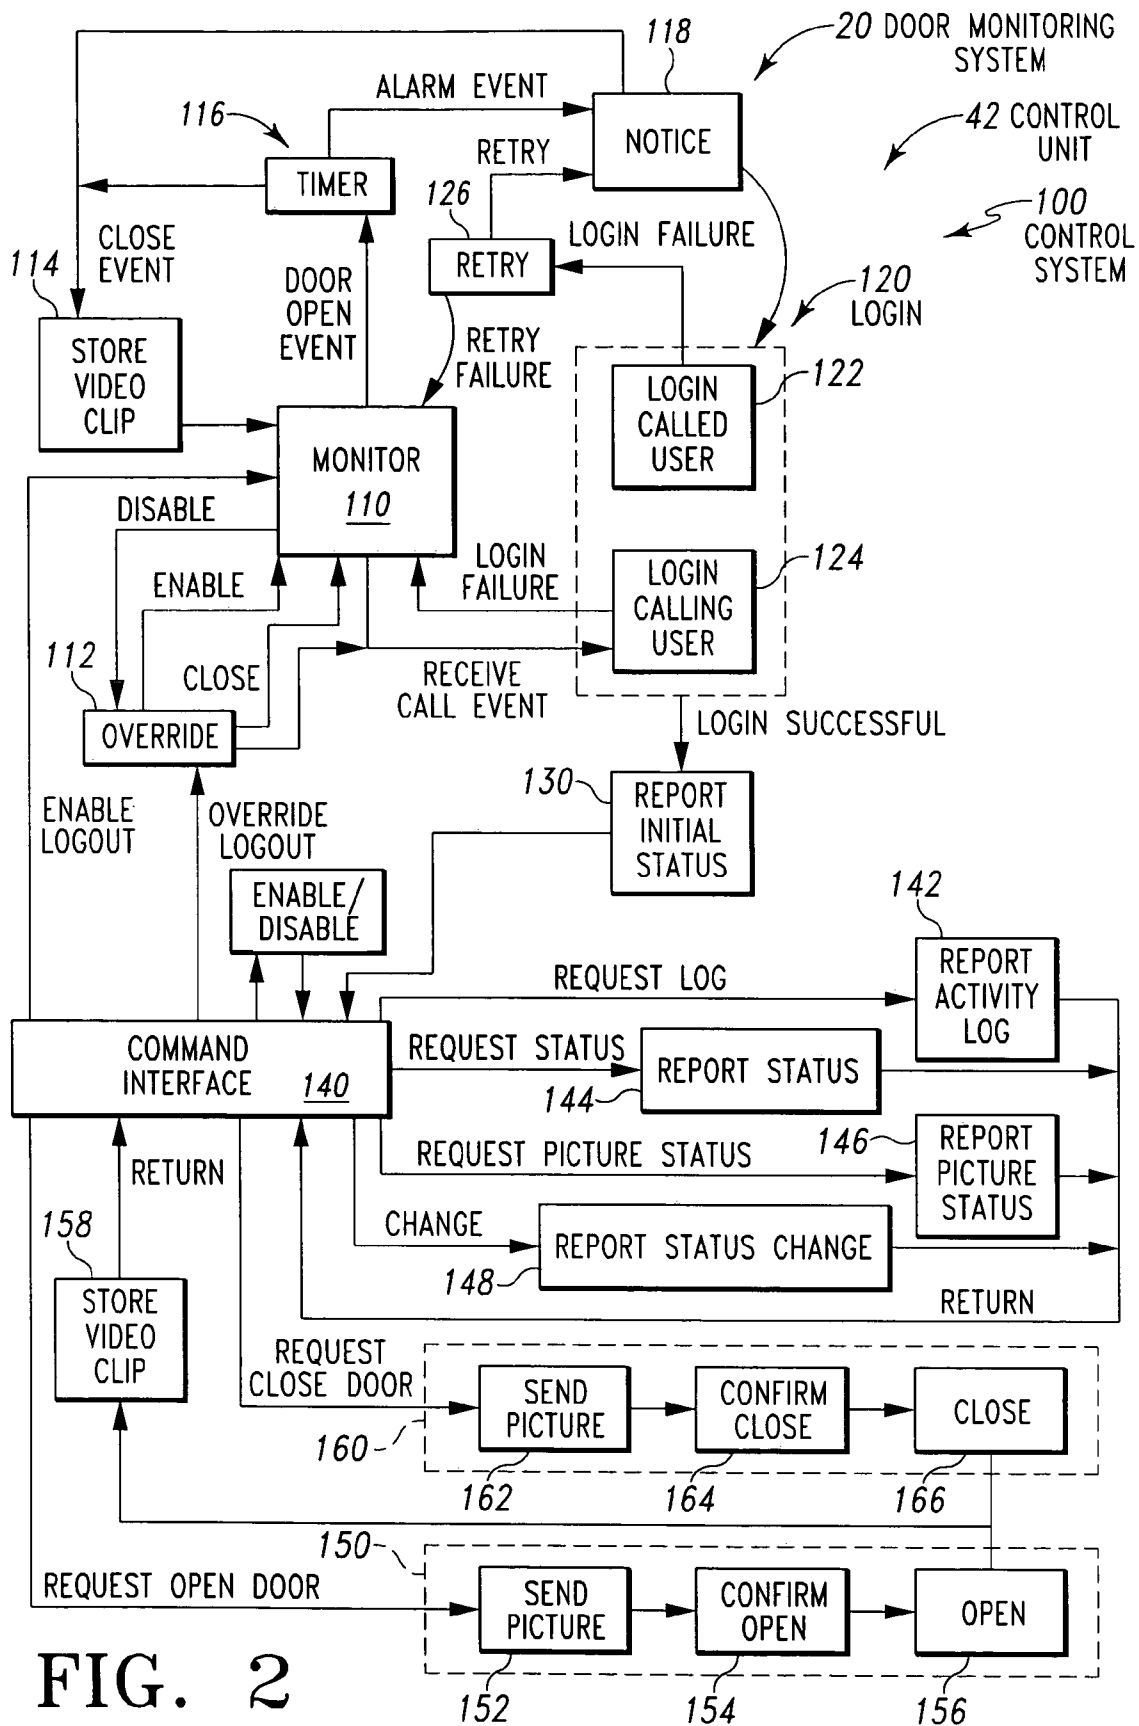 118
20 DOOR MONITORING
SYSTEM
ALARM EVENT
116
NOTICE
42 CONTROL
UNIT
RETRY
TIMER
126
LOGIN FAILURE
100
CONTROL
SYSTEM
CLOSE
EVENT
114
RETRY
DOOR
OPEN
EVENT
120
LOGIN
STORE
VIDEO
CLIP
RETRY
FAILURE
LOGIN
CALLED
USER
122
MONITOR
110
DISABLE
LOGIN
FAILURE
LOGIN
CALLING
USER
124
ENABLE
112
CLOSE
RECEIVE
CALL EVENT
OVERRIDE
LOGIN SUCCESSFUL
130
REPORT
INITIAL
STATUS
ENABLE
LOGOUT
OVERRIDE
LOGOUT
ENABLE/
DISABLE
142
REQUEST LOG
REPORT
ACTIVITY
LOG
COMMAND
INTERFACE 140
REQUEST STATUS
REPORT STATUS
144
146
REPORT
PICTURE
STATUS
RETURN
REQUEST PICTURE STATUS
158
CHANGE
REPORT STATUS CHANGE
148
STORE
VIDEO
CLIP
RETURN
REQUEST
CLOSE DOOR
SEND
PICTURE
CONFIRM
CLOSE
CLOSE
160
162
164
166
150
REQUEST OPEN DOOR
SEND
PICTURE
CONFIRM
OPEN
OPEN
152
154
156
FIG. 2